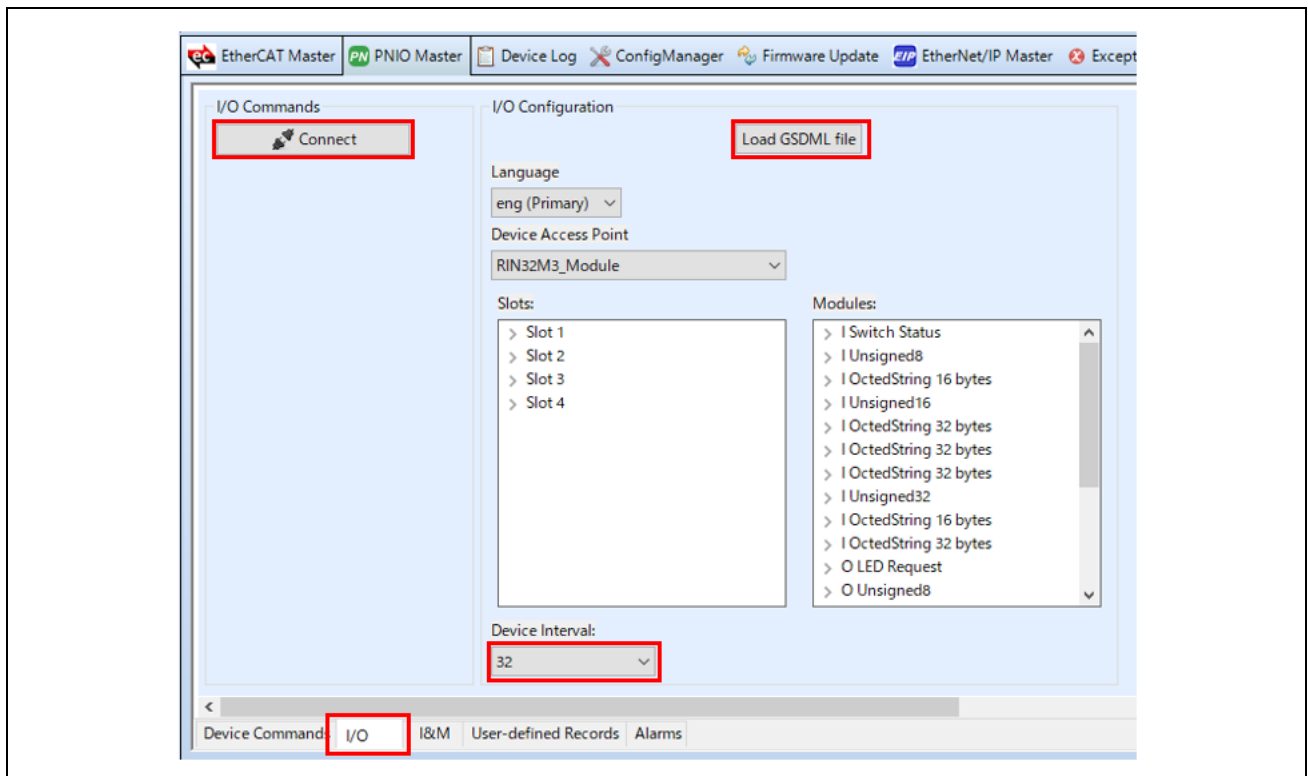 EtherCAT Master PN PNIO Master Device Log ConfigManager Firmware Update EIP EtherNet/IP Master Except
I/O Commands
Connect
I/O Configuration
Load GSDML file
Language
eng (Primary)
Device Access Point
RIN32M3_Module
Slots:
Slot 1
Slot 2
Slot 3
Slot 4
Modules:
I Switch Status
I Unsigned8
I OctedString 16 bytes
I Unsigned16
I OctedString 32 bytes
I OctedString 32 bytes
I OctedString 32 bytes
I Unsigned32
I OctedString 16 bytes
I OctedString 32 bytes
O LED Request
O Unsigned8
Device Interval:
32
Device Commands I/O I&M User-defined Records Alarms